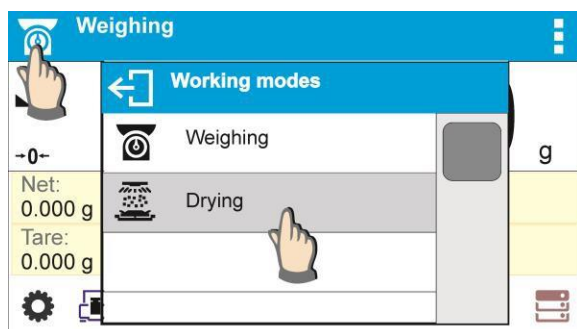 Weighing
Working modes
Weighing
Drying
→0←
g
Net:
0.000 g
Tare:
0.000 g